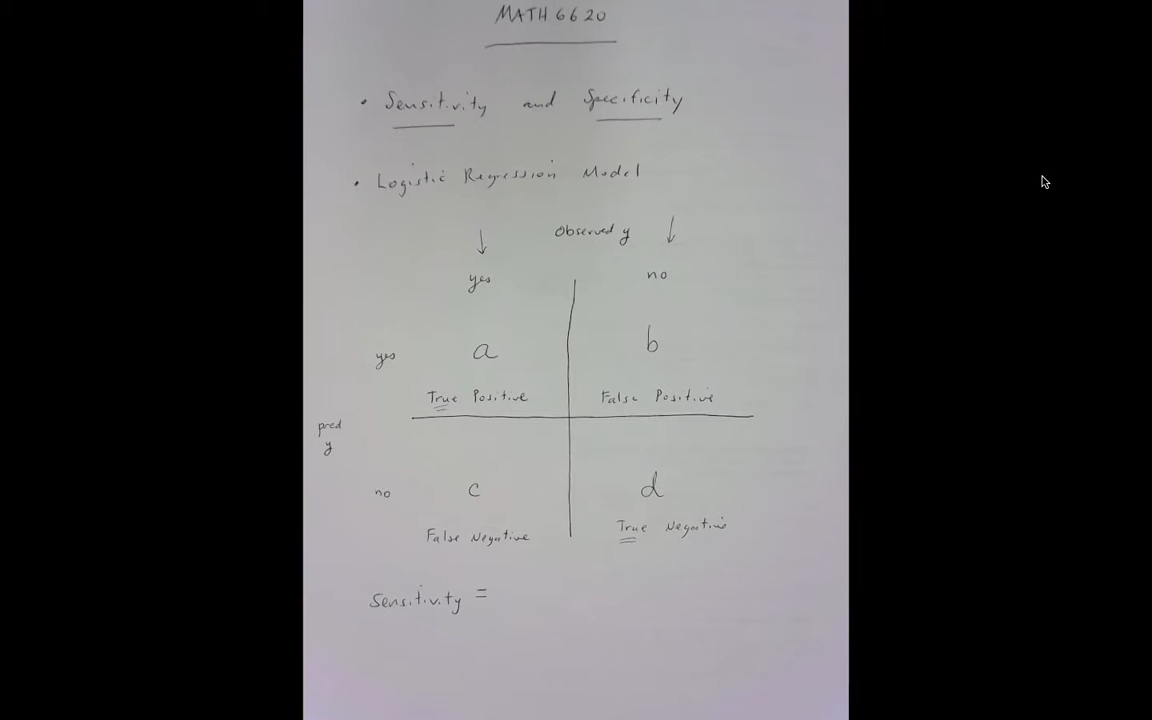 MATH 6620
• Sensitivity and Specificity
• Logistic Regression Model
Observed y
yes no
yes a b
True Positive False Positive
pred
y
no c d
False Negative True Negative
Sensitivity =